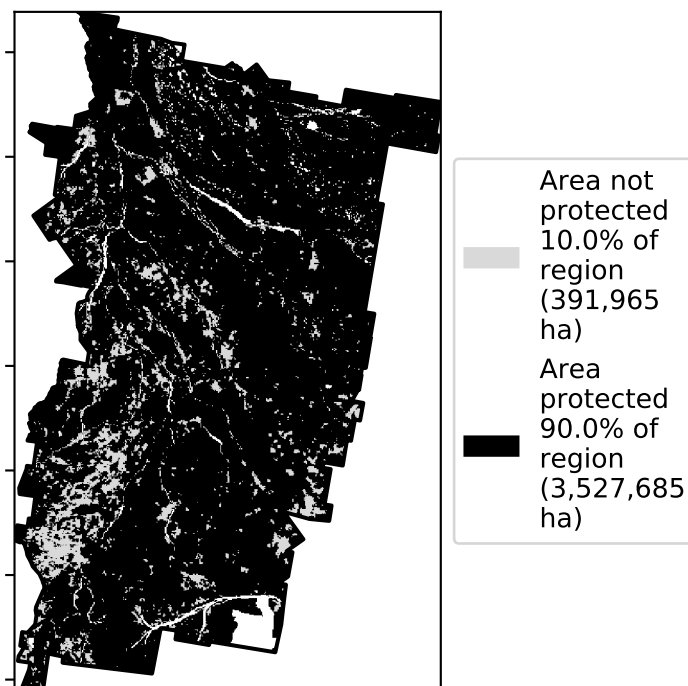 Area not
protected
10.0% of
region
(391,965
ha)
Area
protected
90.0% of
region
(3,527,685
ha)